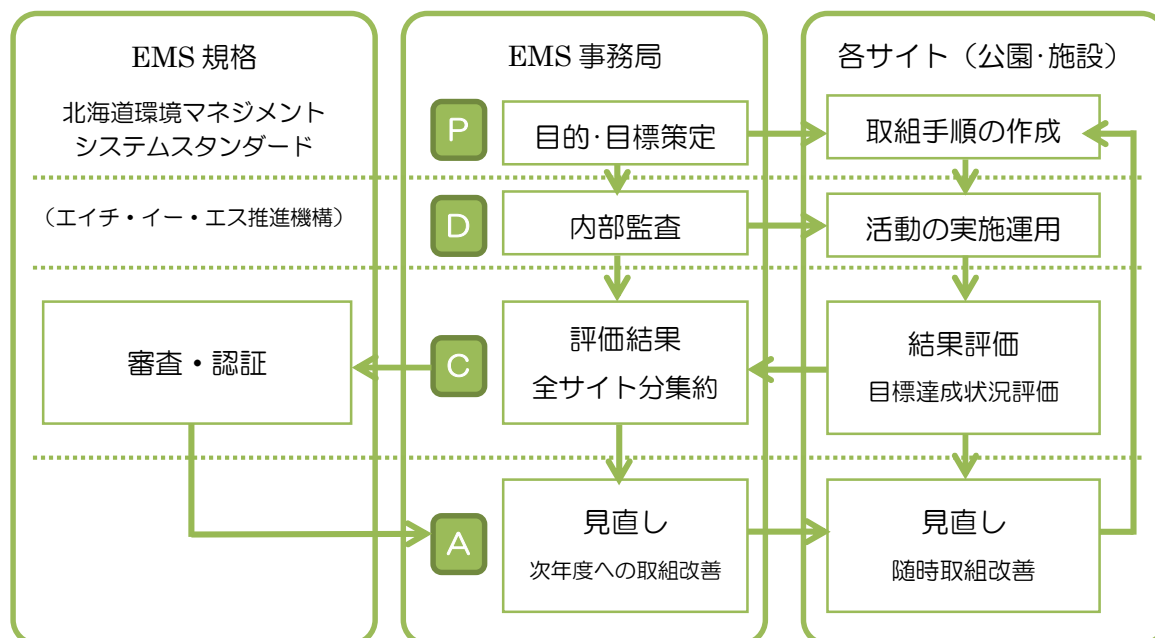 EMS 規格
北海道環境マネジメント
システムスタンダード
（エイチ・イー・エス推進機構）
審査・認証
EMS 事務局
P
目的･目標策定
D
内部監査
C
評価結果
全サイト分集約
A
見直し
次年度への取組改善
各サイト（公園･施設）
取組手順の作成
活動の実施運用
結果評価
目標達成状況評価
見直し
随時取組改善